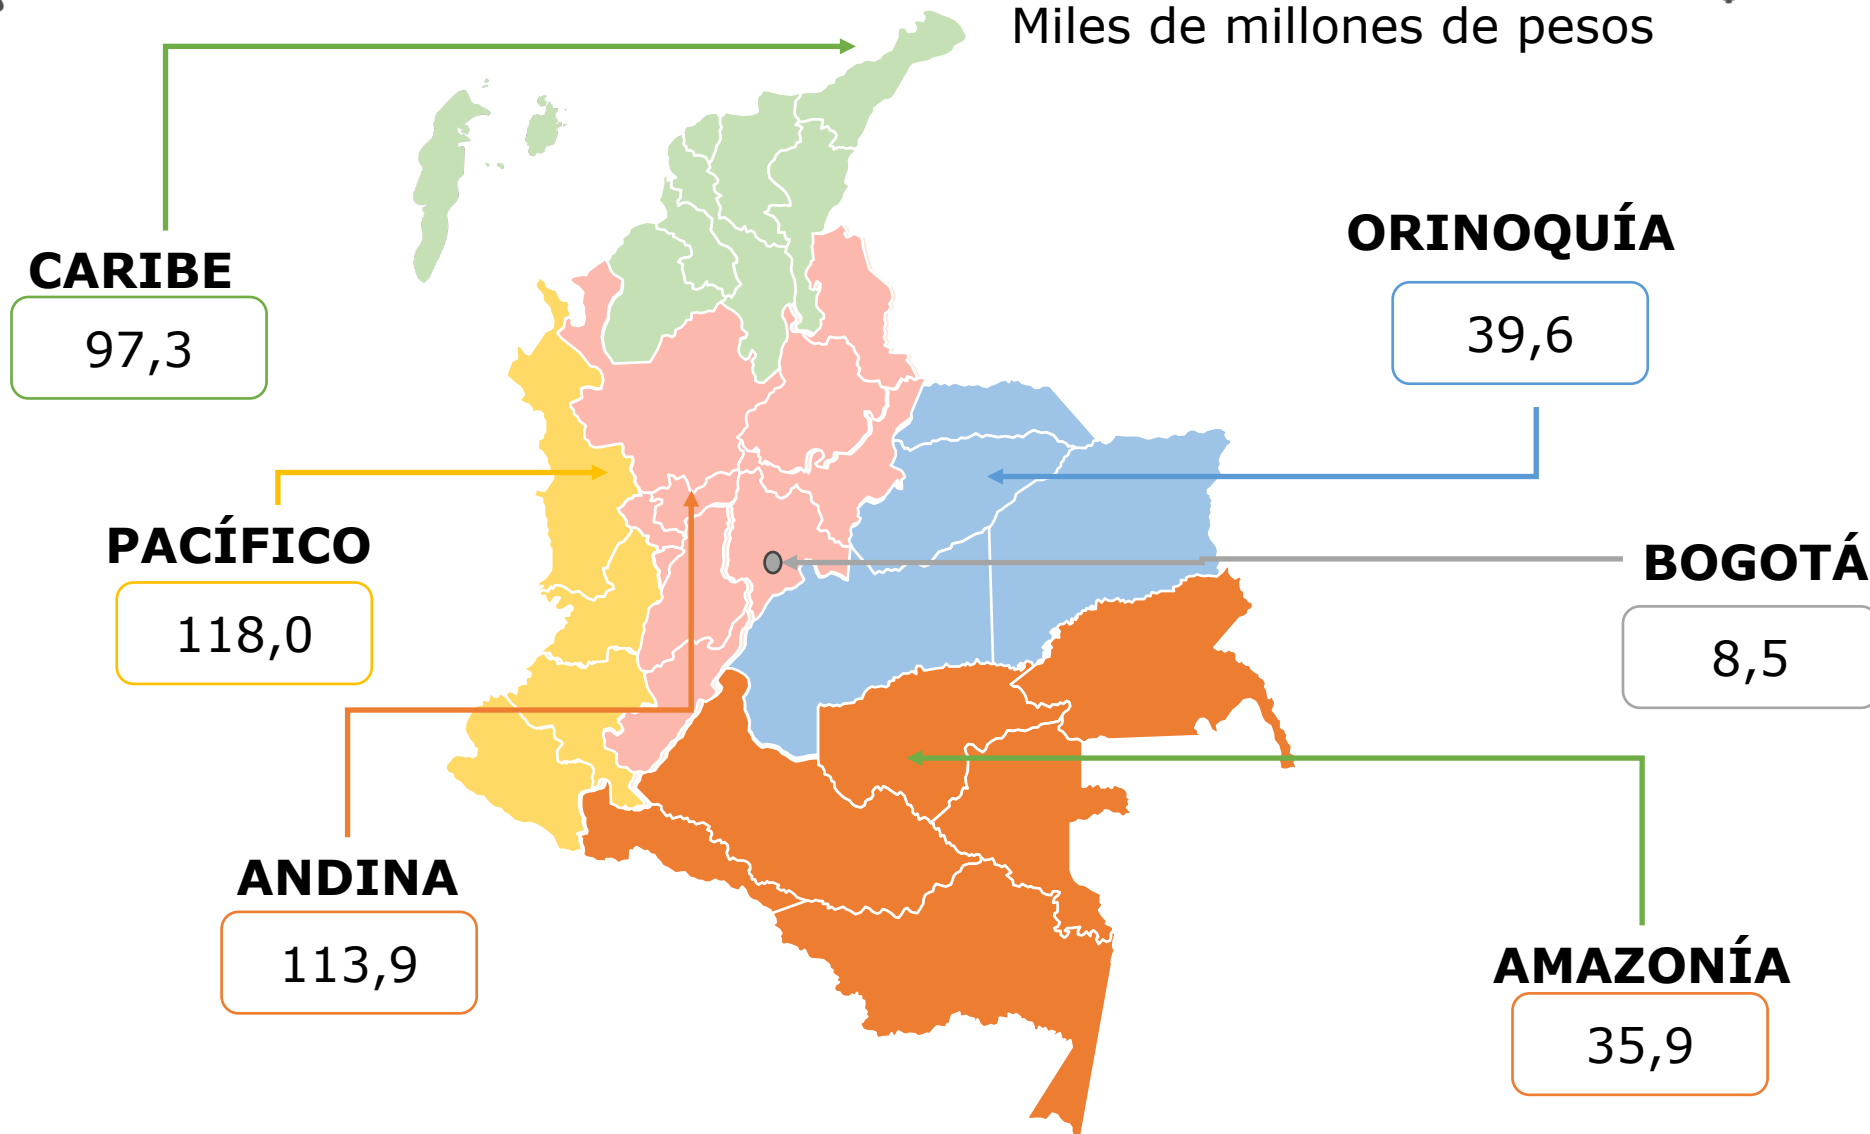 Miles de millones de pesos
CARIBE
97,3
ORINOQUÍA
39,6
PACÍFICO
118,0
BOGOTÁ
8,5
ANDINA
113,9
AMAZONÍA
35,9